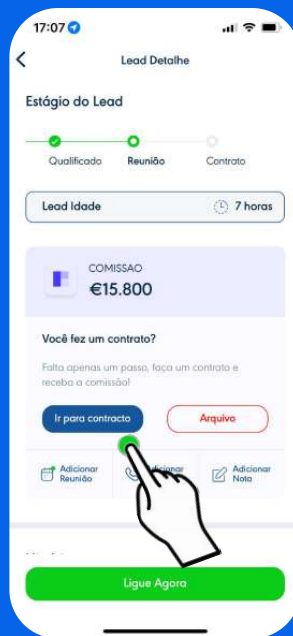 17:07
Lead Detalhe
Estágio do Lead
Qualificado Reunião Contrato
Lead Idade 7 horas
COMISSAO
€15.800
Você fez um contrato?
Falta apenas um passo, faça um contrato e
receba a comissão!
Ir para contracto Arquivo
Adicionar Adicionar Adicionar
Reunião Nota
Ligue Agora